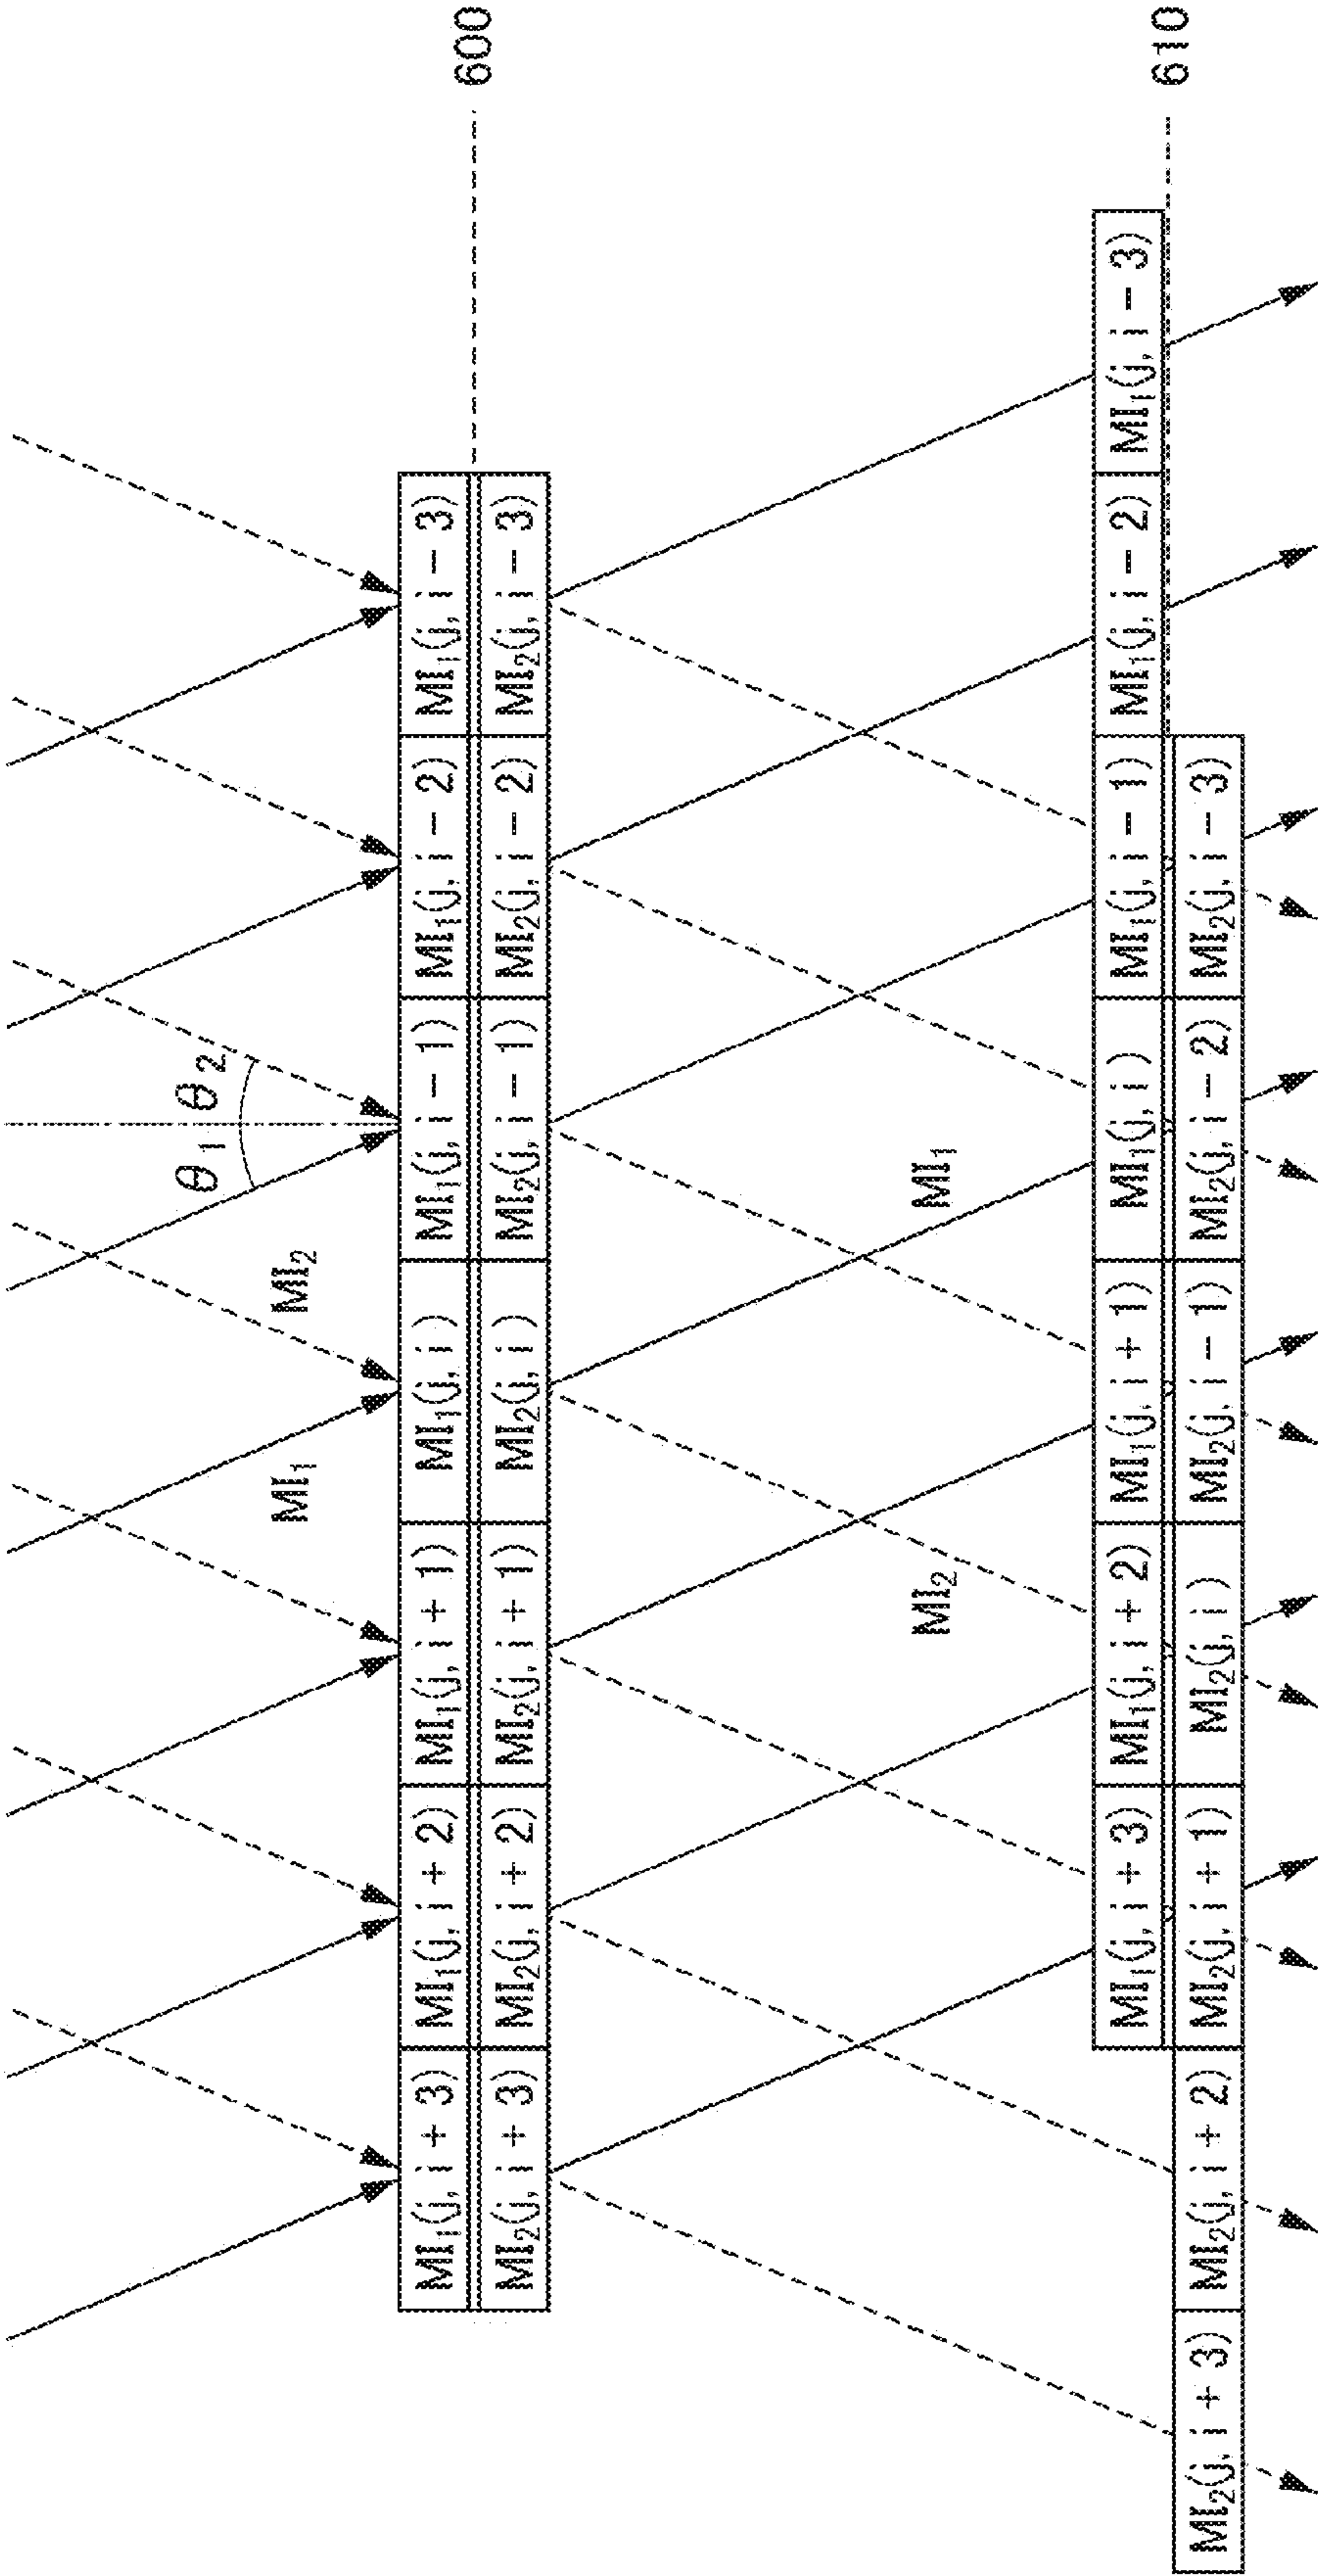 θ₁ θ₂
MI₁ MI₂
MI₁(j, i + 3) MI₁(j, i + 2) MI₁(j, i + 1) MI₁(j, i) MI₁(j, i − 1) MI₁(j, i − 2) MI₁(j, i − 3)
600
MI₂(j, i + 3) MI₂(j, i + 2) MI₂(j, i + 1) MI₂(j, i) MI₂(j, i − 1) MI₂(j, i − 2) MI₂(j, i − 3)
MI₂ MI₁
MI₁(j, i + 3) MI₁(j, i + 2) MI₁(j, i + 1) MI₁(j, i) MI₁(j, i − 1) MI₁(j, i − 2) MI₁(j, i − 3)
610
MI₂(j, i + 3) MI₂(j, i + 2) MI₂(j, i + 1) MI₂(j, i) MI₂(j, i − 1) MI₂(j, i − 2) MI₂(j, i − 3)